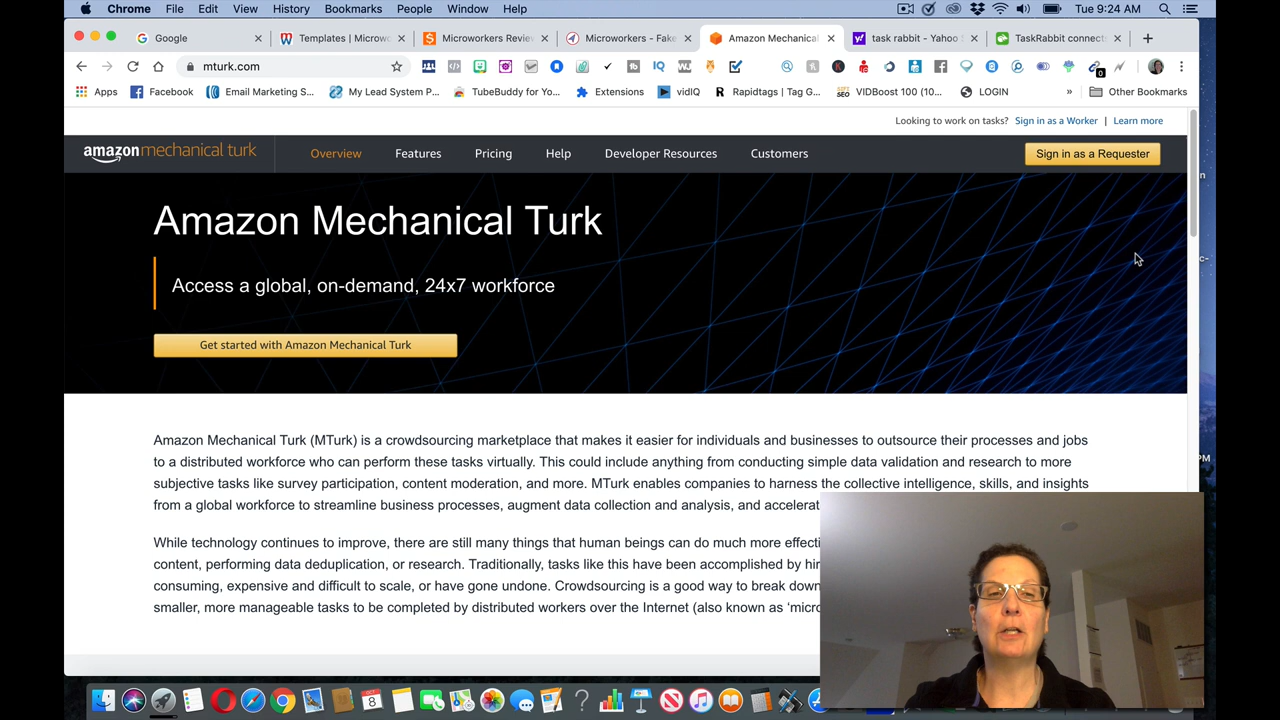 Chrome File Edit View History Bookmarks People Window Help Tue 9:24 AM
Google Templates | Microw Microworkers Revie Microworkers - Fake Amazon Mechanical task rabbit - Yahoo TaskRabbit connect
mturk.com
Apps Facebook Email Marketing S... My Lead System P... TubeBuddy for Yo... Extensions vidIQ Rapidtags | Tag G... VIDBoost 100 (10... LOGIN » Other Bookmarks
Looking to work on tasks? Sign in as a Worker | Learn more
amazonmechanical turk Overview Features Pricing Help Developer Resources Customers Sign in as a Requester
Amazon Mechanical Turk
Access a global, on-demand, 24x7 workforce
Get started with Amazon Mechanical Turk
Amazon Mechanical Turk (MTurk) is a crowdsourcing marketplace that makes it easier for individuals and businesses to outsource their processes and jobs
to a distributed workforce who can perform these tasks virtually. This could include anything from conducting simple data validation and research to more
subjective tasks like survey participation, content moderation, and more. MTurk enables companies to harness the collective intelligence, skills, and insights
from a global workforce to streamline business processes, augment data collection and analysis, and accelerat
While technology continues to improve, there are still many things that human beings can do much more effecti
content, performing data deduplication, or research. Traditionally, tasks like this have been accomplished by hir
consuming, expensive and difficult to scale, or have gone undone. Crowdsourcing is a good way to break down
smaller, more manageable tasks to be completed by distributed workers over the Internet (also known as ‘micro